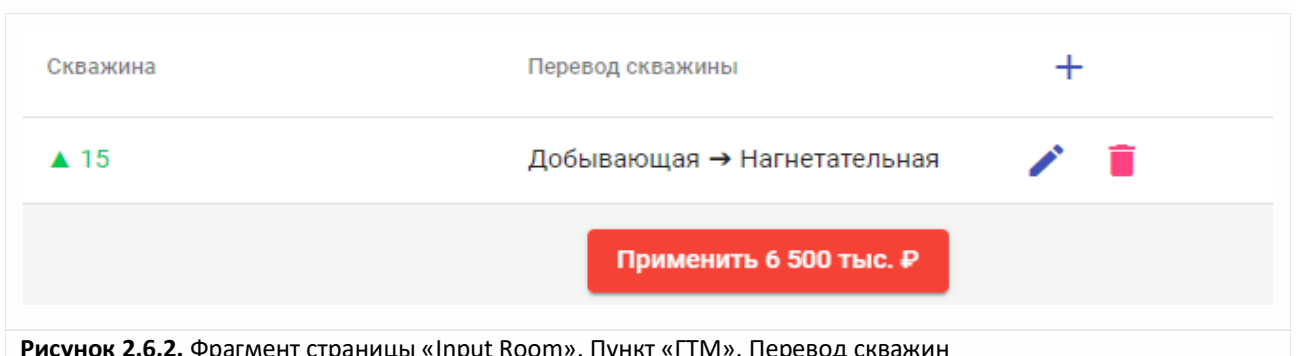 Скважина Перевод скважины +
▲ 15 Добывающая → Нагнетательная
Применить 6 500 тыс. ₽
Рисунок 2.6.2. Фрагмент страницы «Input Room». Пункт «ГТМ». Перевод скважин